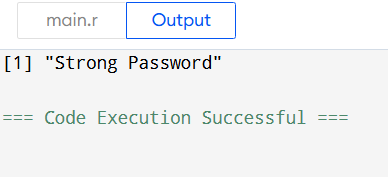 main.r Output
[1] "Strong Password"
=== Code Execution Successful ===